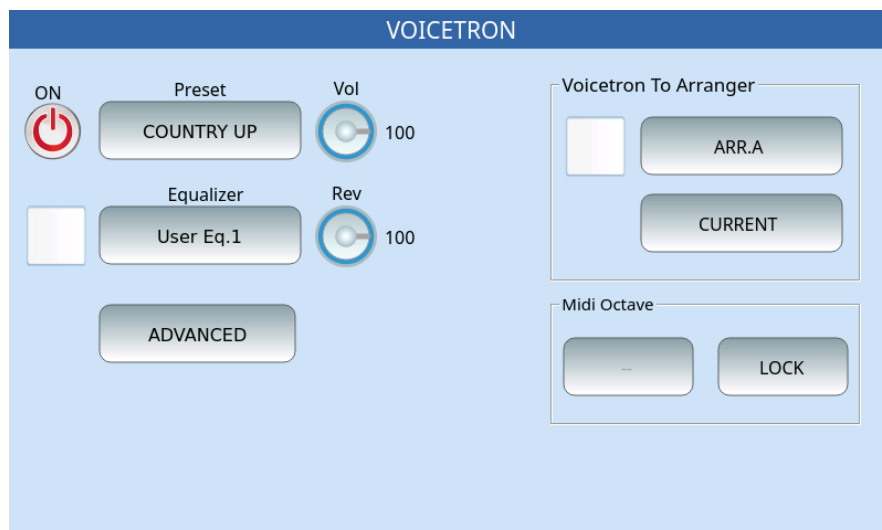 VOICETRON
ON
Preset
COUNTRY UP
Vol
100
Equalizer
User Eq.1
Rev
100
ADVANCED
Voicetron To Arranger
ARR.A
CURRENT
Midi Octave
--
LOCK